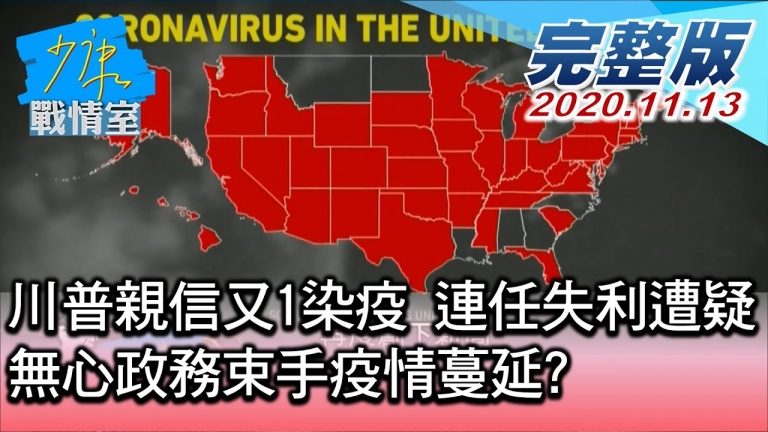 CORONAVIRUS IN THE UNITED
少康
戰情室
完整版
2020.11.13
川普親信又1染疫 連任失利遭疑
無心政務束手疫情蔓延?